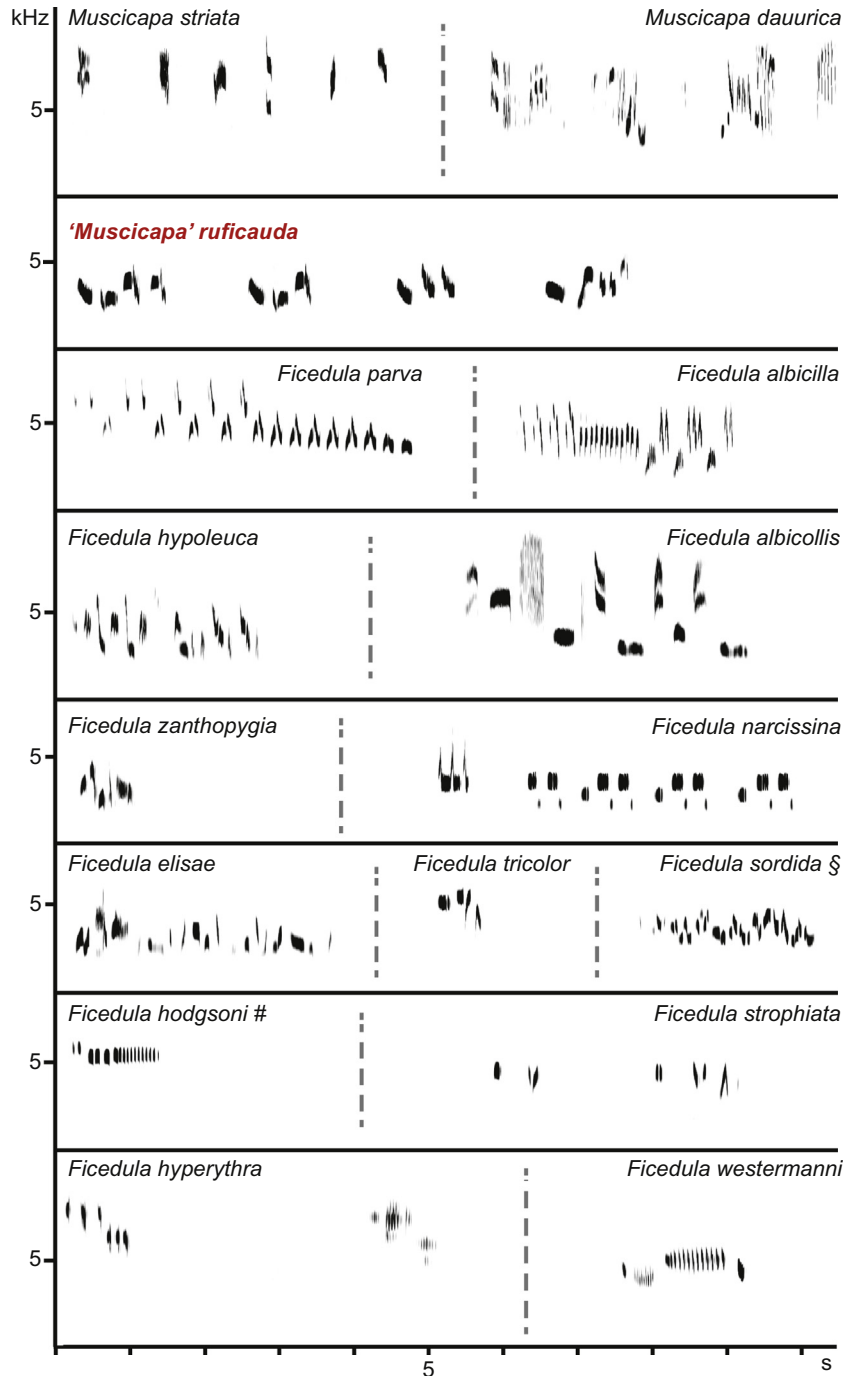 kHz Muscicapa striata Muscicapa dauurica
5
'Muscicapa' ruficauda
5
Ficedula parva Ficedula albicilla
5
Ficedula hypoleuca Ficedula albicollis
5
Ficedula zanthopygia Ficedula narcissina
5
Ficedula elisae Ficedula tricolor Ficedula sordida §
5
Ficedula hodgsoni # Ficedula strophiata
5
Ficedula hyperythra Ficedula westermanni
5
5 s